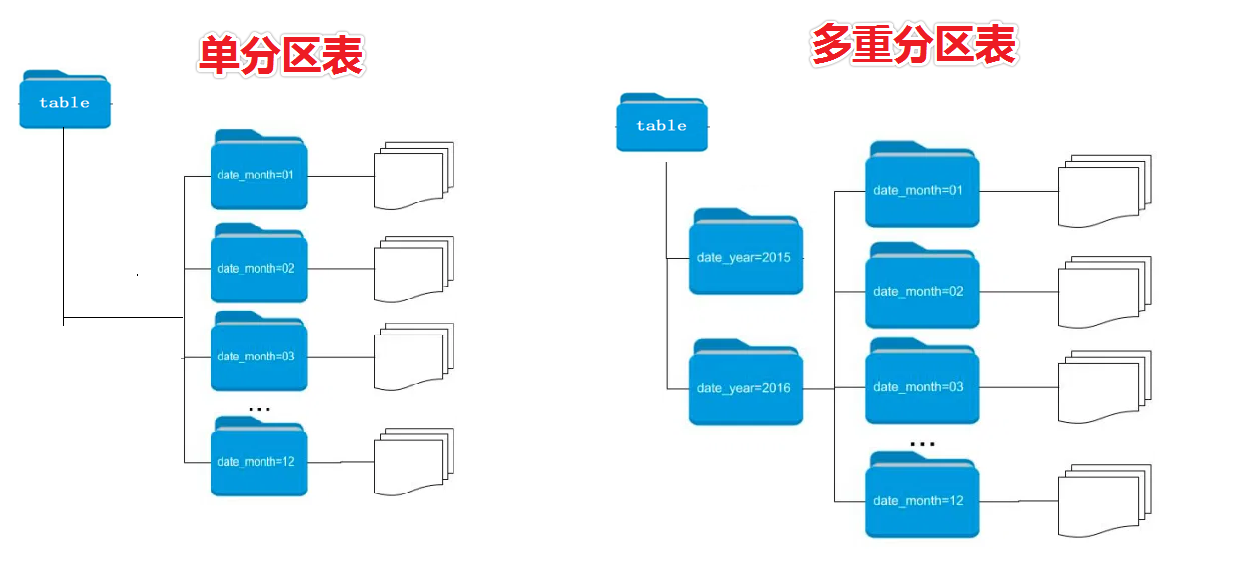 单分区表
table
date_month=01
date_month=02
date_month=03
...
date_month=12
多重分区表
table
date_year=2015
date_year=2016
date_month=01
date_month=02
date_month=03
...
date_month=12